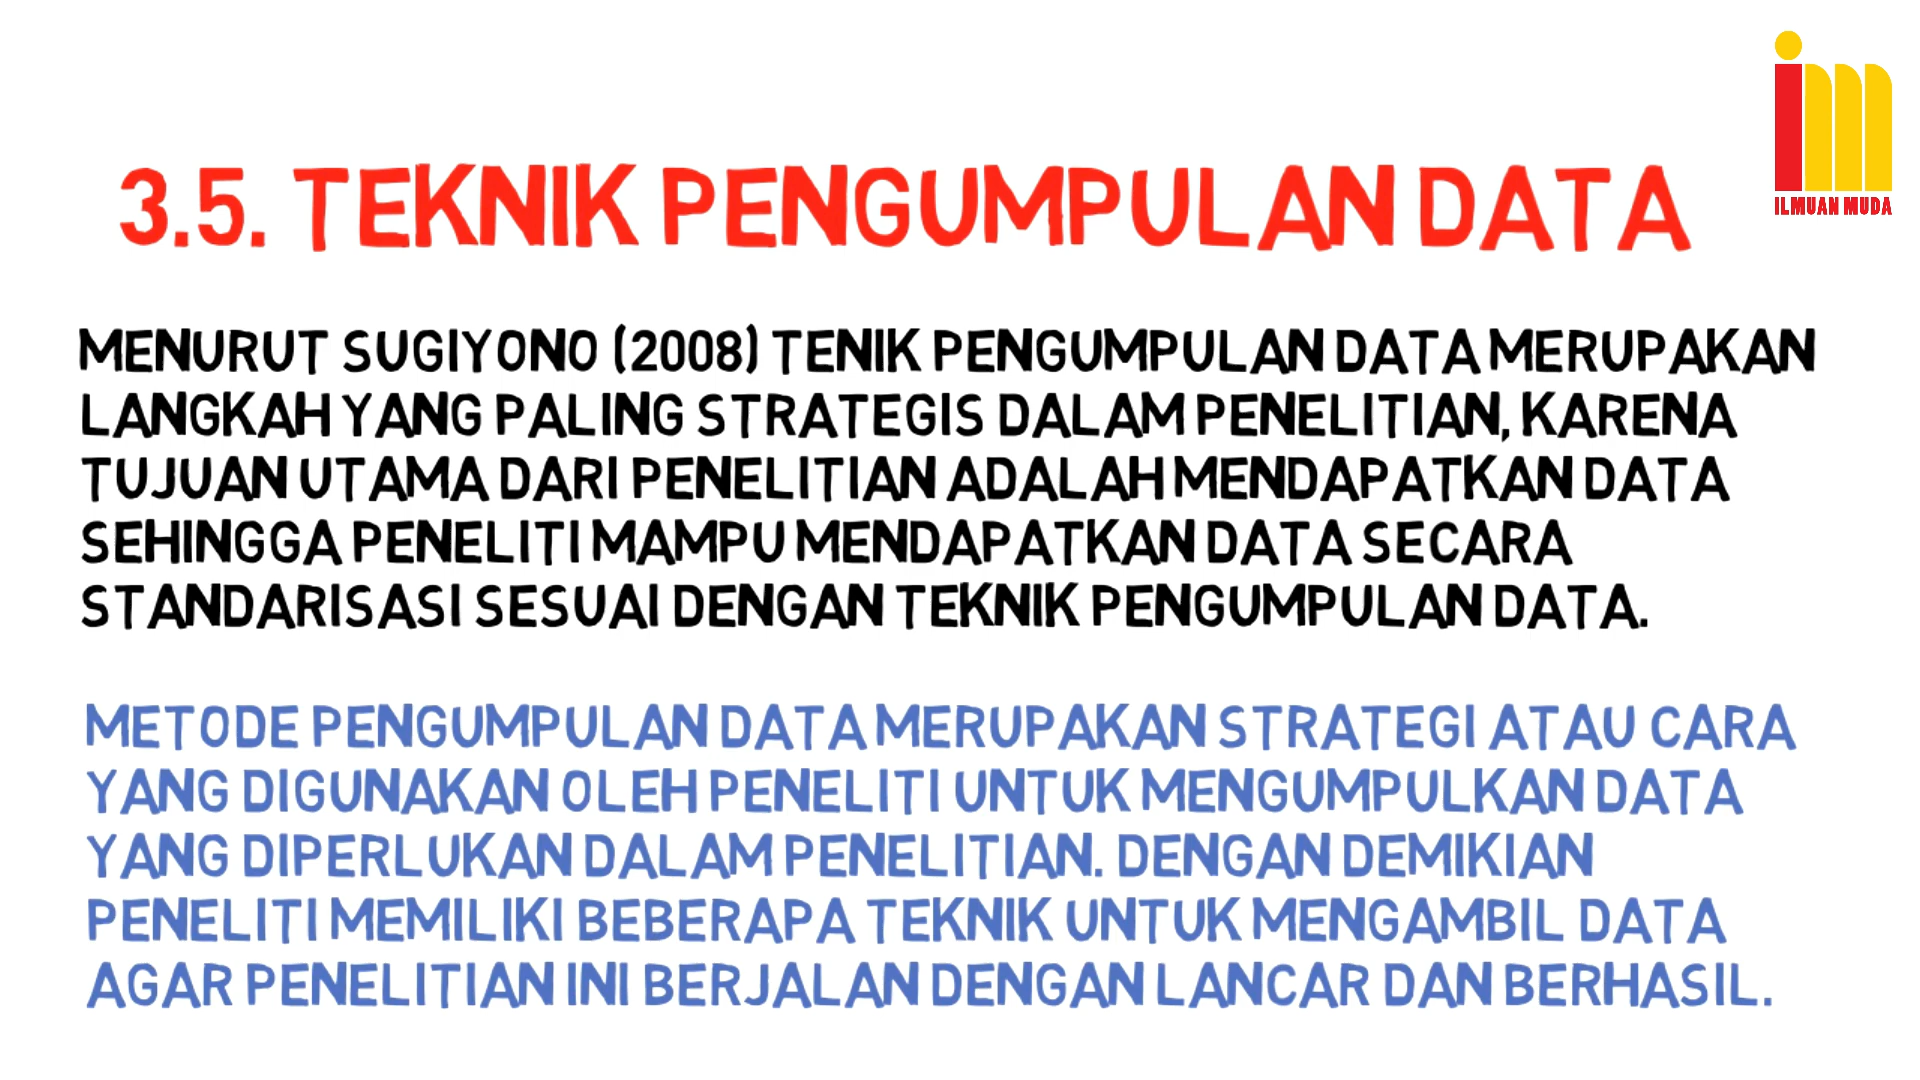 3.5. TEKNIK PENGUMPULAN DATA
ILMUAN MUDA
MENURUT SUGIYONO (2008) TENIK PENGUMPULAN DATA MERUPAKAN
LANGKAH YANG PALING STRATEGIS DALAM PENELITIAN, KARENA
TUJUAN UTAMA DARI PENELITIAN ADALAH MENDAPATKAN DATA
SEHINGGA PENELITI MAMPU MENDAPATKAN DATA SECARA
STANDARISASI SESUAI DENGAN TEKNIK PENGUMPULAN DATA.
METODE PENGUMPULAN DATA MERUPAKAN STRATEGI ATAU CARA
YANG DIGUNAKAN OLEH PENELITI UNTUK MENGUMPULKAN DATA
YANG DIPERLUKAN DALAM PENELITIAN. DENGAN DEMIKIAN
PENELITI MEMILIKI BEBERAPA TEKNIK UNTUK MENGAMBIL DATA
AGAR PENELITIAN INI BERJALAN DENGAN LANCAR DAN BERHASIL.